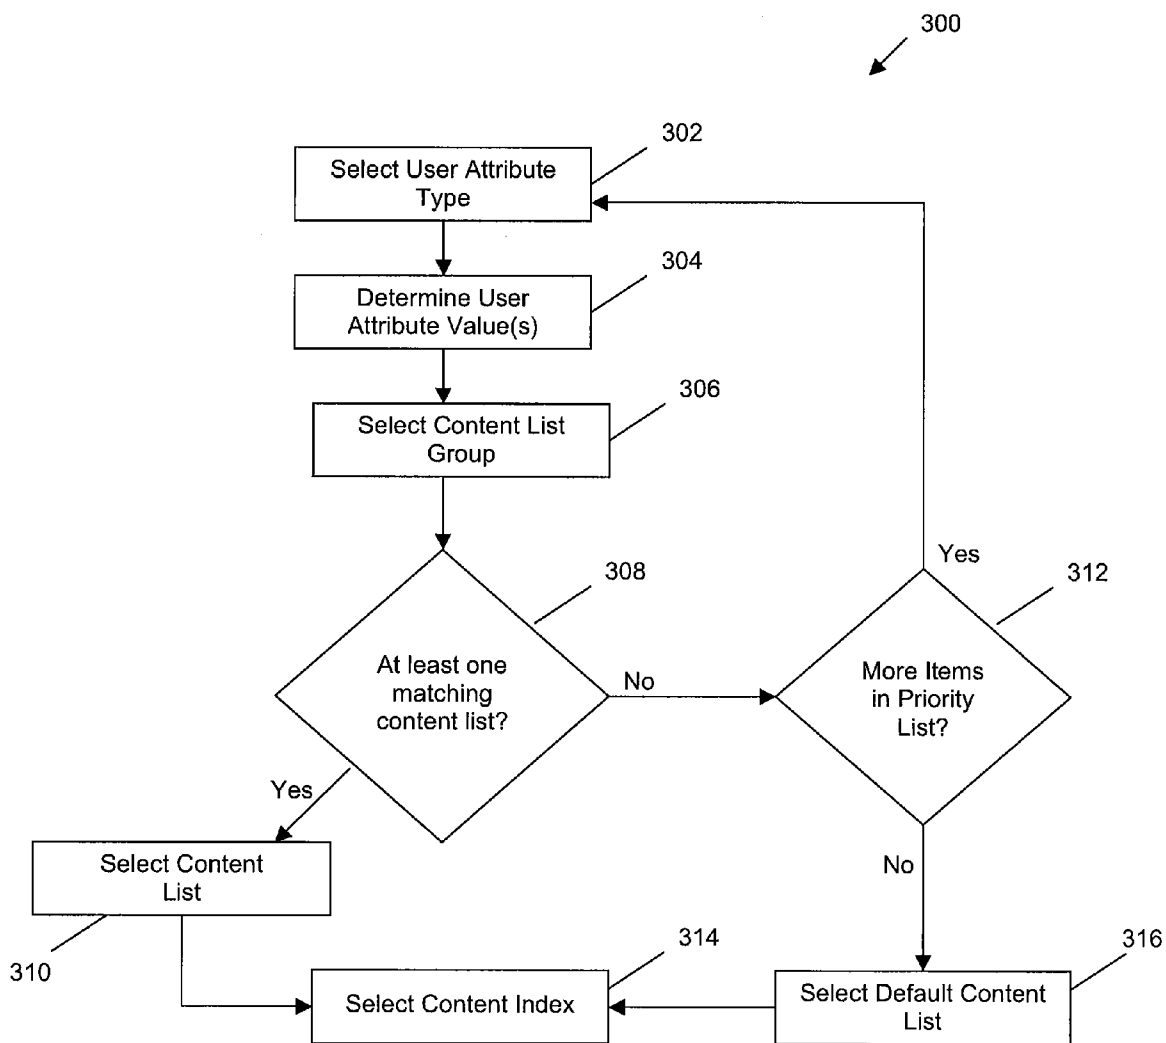 300
302
Select User Attribute
Type
304
Determine User
Attribute Value(s)
306
Select Content List
Group
308
At least one
matching
content list?
No
Yes
312
More Items
in Priority
List?
Yes
No
Select Content
List
310
314
Select Content Index
316
Select Default Content
List